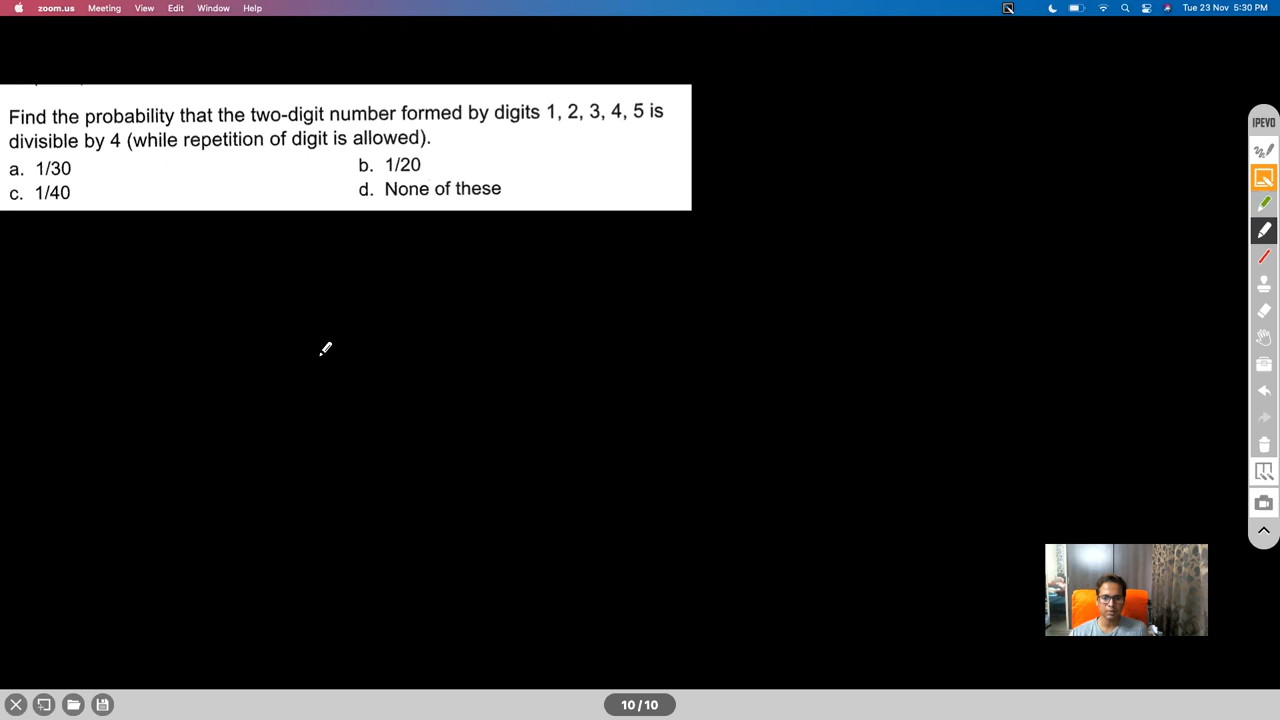 zoom.us Meeting View Edit Window Help Tue 23 Nov 5:30 PM
Find the probability that the two-digit number formed by digits 1, 2, 3, 4, 5 is
divisible by 4 (while repetition of digit is allowed).
a. 1/30 b. 1/20
c. 1/40 d. None of these
IPEVO
10 / 10